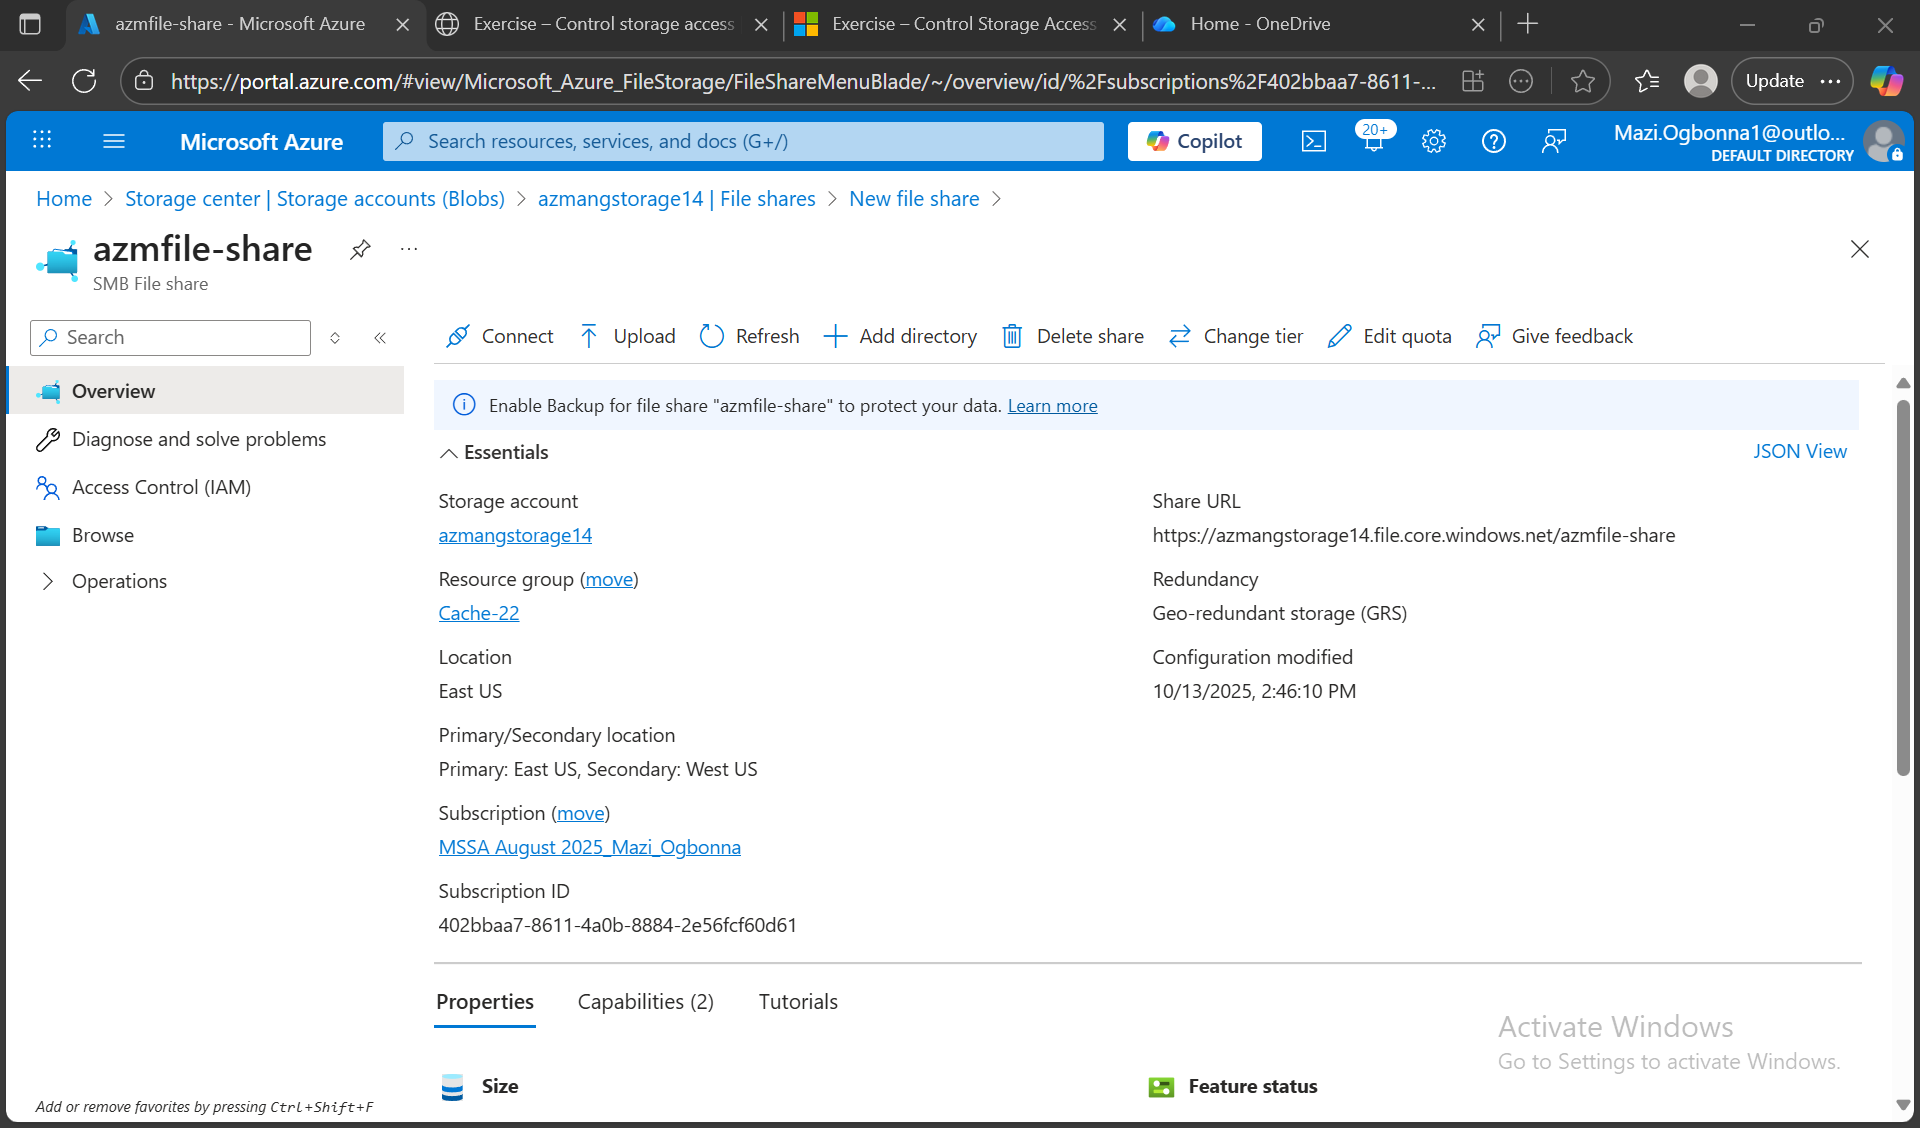 azmfile-share - Microsoft Azure
Exercise – Control storage access
Exercise – Control Storage Access
Home - OneDrive
https://portal.azure.com/#view/Microsoft_Azure_FileStorage/FileShareMenuBlade/~/overview/id/%2Fsubscriptions%2F402bbaa7-8611-...
Update
Microsoft Azure
Search resources, services, and docs (G+/)
Copilot
20+
Mazi.Ogbonna1@outlo...
DEFAULT DIRECTORY
Home > Storage center | Storage accounts (Blobs) > azmangstorage14 | File shares > New file share >
azmfile-share
SMB File share
Search
Connect
Upload
Refresh
Add directory
Delete share
Change tier
Edit quota
Give feedback
Overview
Diagnose and solve problems
Access Control (IAM)
Browse
Operations
Enable Backup for file share "azmfile-share" to protect your data. Learn more
Essentials
JSON View
Storage account
azmangstorage14
Resource group (move)
Cache-22
Location
East US
Primary/Secondary location
Primary: East US, Secondary: West US
Subscription (move)
MSSA August 2025_Mazi_Ogbonna
Subscription ID
402bbaa7-8611-4a0b-8884-2e56fcf60d61
Share URL
https://azmangstorage14.file.core.windows.net/azmfile-share
Redundancy
Geo-redundant storage (GRS)
Configuration modified
10/13/2025, 2:46:10 PM
Properties
Capabilities (2)
Tutorials
Size
Feature status
Activate Windows
Go to Settings to activate Windows.
Add or remove favorites by pressing Ctrl+Shift+F